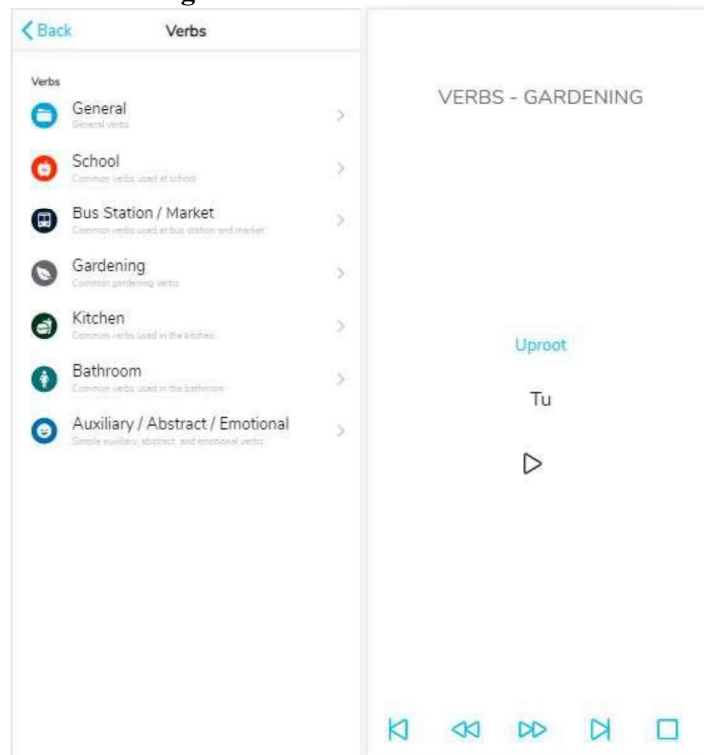 Back
Verbs
Verbs
General
General verbs
School
Common verbs used at school
Bus Station / Market
Common verbs used at bus station and market
Gardening
Common gardening verbs
Kitchen
Common verbs used in the kitchen
Bathroom
Common verbs used in the bathroom
Auxiliary / Abstract / Emotional
Simple auxiliary, abstract, and emotional verbs
VERBS - GARDENING
Uproot
Tu